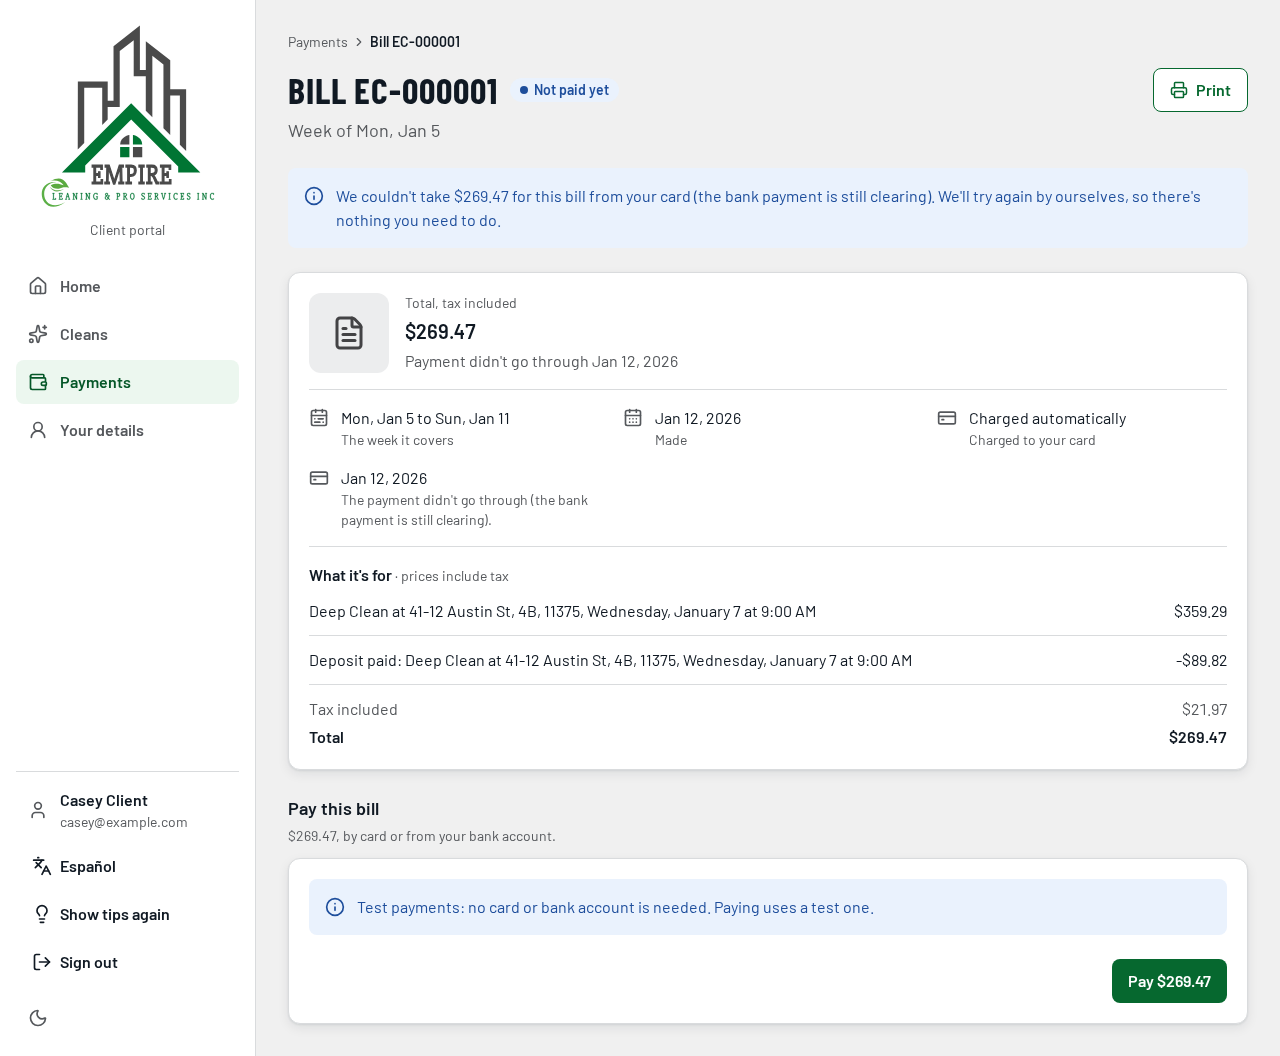 EMPIRE
LEANING & PRO SERVICES INC
Client portal
Home
Cleans
Payments
Your details
Casey Client
casey@example.com
Español
Show tips again
Sign out
Payments > Bill EC-000001
BILL EC-000001
Not paid yet
Print
Week of Mon, Jan 5
We couldn't take $269.47 for this bill from your card (the bank payment is still clearing). We'll try again by ourselves, so there's
nothing you need to do.
Total, tax included
$269.47
Payment didn't go through Jan 12, 2026
Mon, Jan 5 to Sun, Jan 11
The week it covers
Jan 12, 2026
Made
Charged automatically
Charged to your card
Jan 12, 2026
The payment didn't go through (the bank
payment is still clearing).
What it's for · prices include tax
Deep Clean at 41-12 Austin St, 4B, 11375, Wednesday, January 7 at 9:00 AM $359.29
Deposit paid: Deep Clean at 41-12 Austin St, 4B, 11375, Wednesday, January 7 at 9:00 AM -$89.82
Tax included $21.97
Total $269.47
Pay this bill
$269.47, by card or from your bank account.
Test payments: no card or bank account is needed. Paying uses a test one.
Pay $269.47